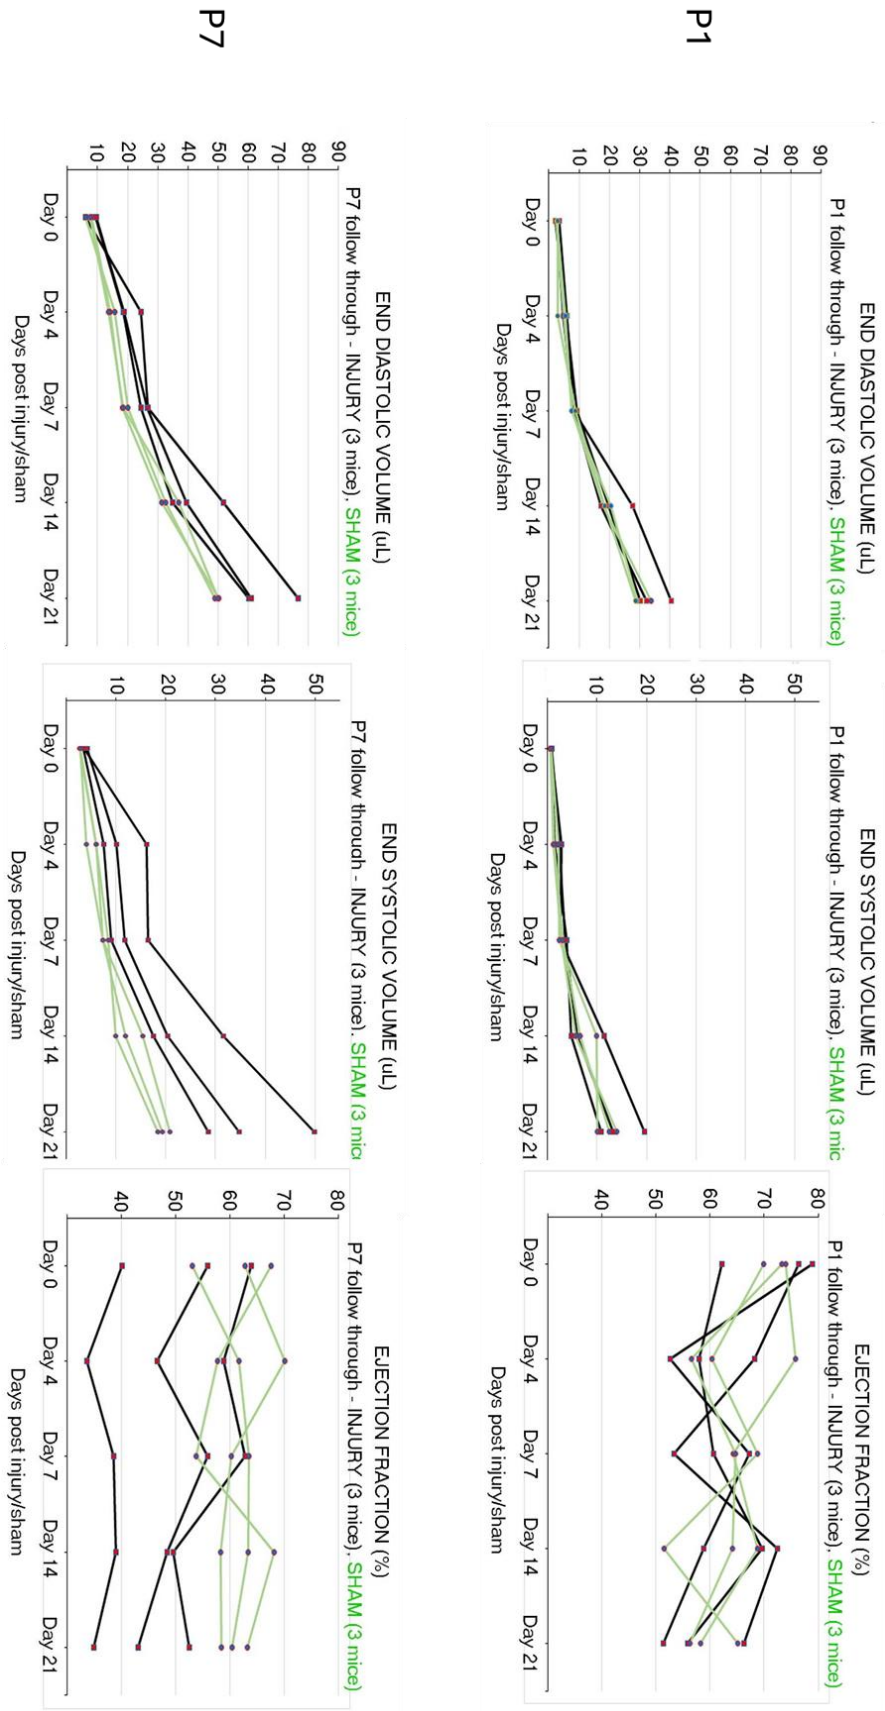 P1
END DIASTOLIC VOLUME (uL)
P1 follow through - INJURY (3 mice), SHAM (3 mice)
90
80
70
60
50
40
30
20
10
Day 0 Day 4 Day 7 Day 14 Day 21
Days post injury/sham
END SYSTOLIC VOLUME (uL)
P1 follow through - INJURY (3 mice), SHAM (3 mic
50
40
30
20
10
Day 0 Day 4 Day 7 Day 14 Day 21
Days post injury/sham
EJECTION FRACTION (%)
P1 follow through - INJURY (3 mice), SHAM (3 mice)
80
70
60
50
40
Day 0 Day 4 Day 7 Day 14 Day 21
Days post injury/sham
P7
END DIASTOLIC VOLUME (uL)
P7 follow through - INJURY (3 mice), SHAM (3 mice)
90
80
70
60
50
40
30
20
10
Day 0 Day 4 Day 7 Day 14 Day 21
Days post injury/sham
END SYSTOLIC VOLUME (uL)
P7 follow through - INJURY (3 mice), SHAM (3 mice
50
40
30
20
10
Day 0 Day 4 Day 7 Day 14 Day 21
Days post injury/sham
EJECTION FRACTION (%)
P7 follow through - INJURY (3 mice), SHAM (3 mice)
80
70
60
50
40
Day 0 Day 4 Day 7 Day 14 Day 21
Days post injury/sham